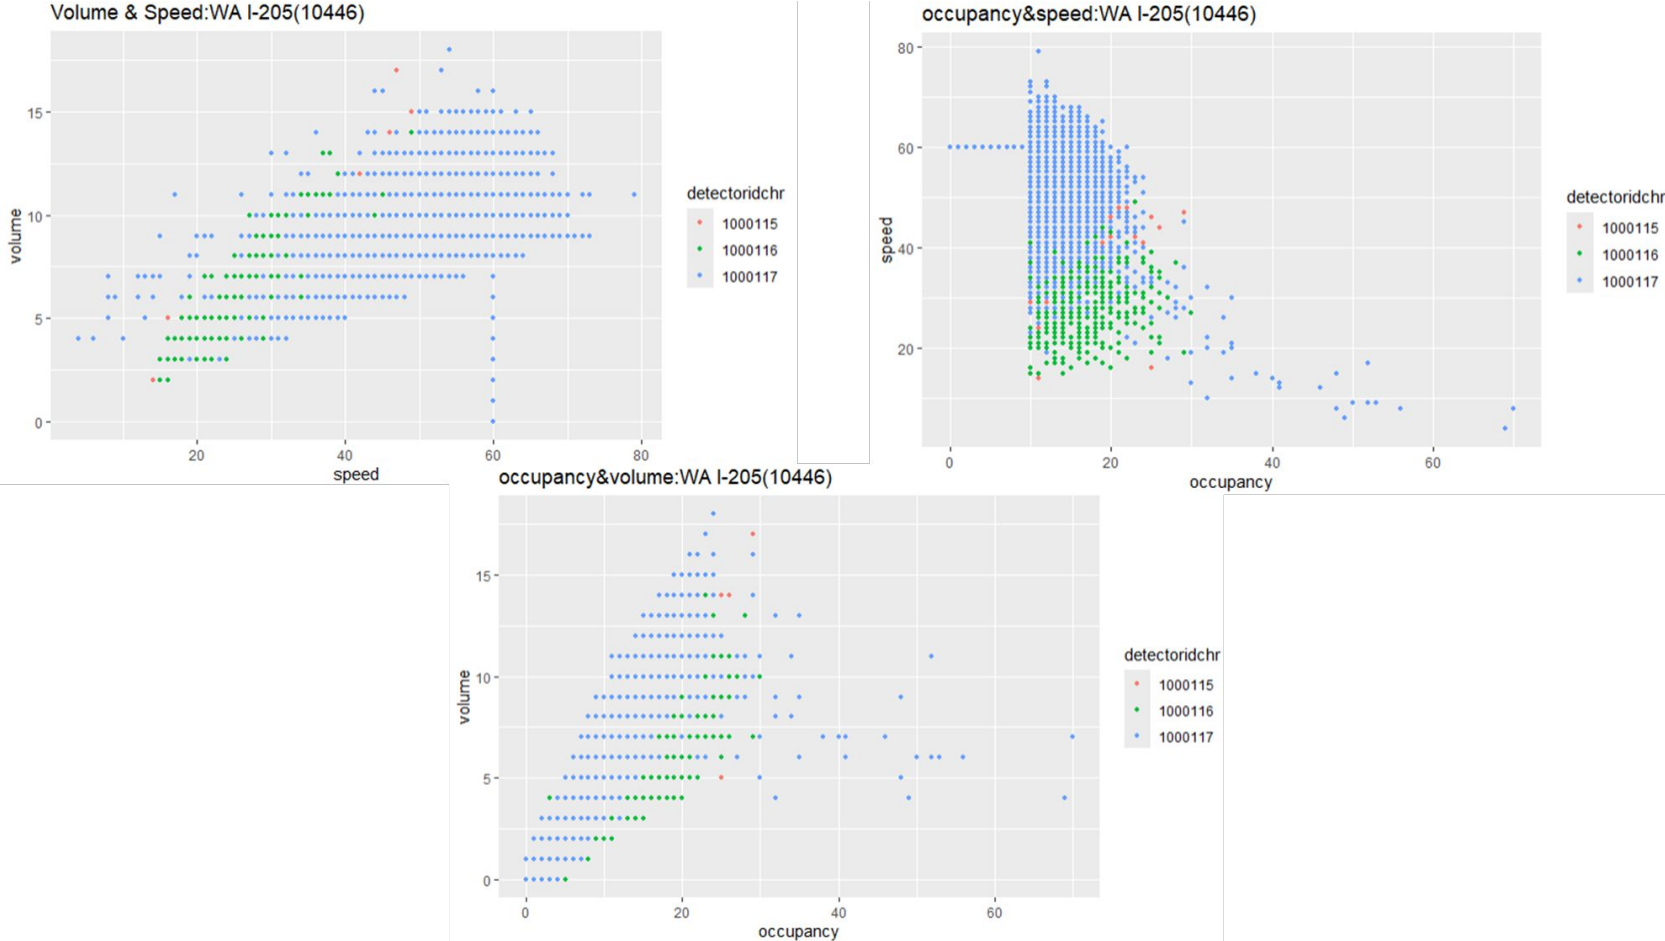 Volume & Speed:WA I-205(10446)
15
10
5
0
volume
20 40 60 80
speed
detectoridchr
1000115
1000116
1000117
occupancy&speed:WA I-205(10446)
80
60
40
20
speed
0 20 40 60
occupancy
detectoridchr
1000115
1000116
1000117
occupancy&volume:WA I-205(10446)
15
10
5
0
volume
0 20 40 60
occupancy
detectoridchr
1000115
1000116
1000117